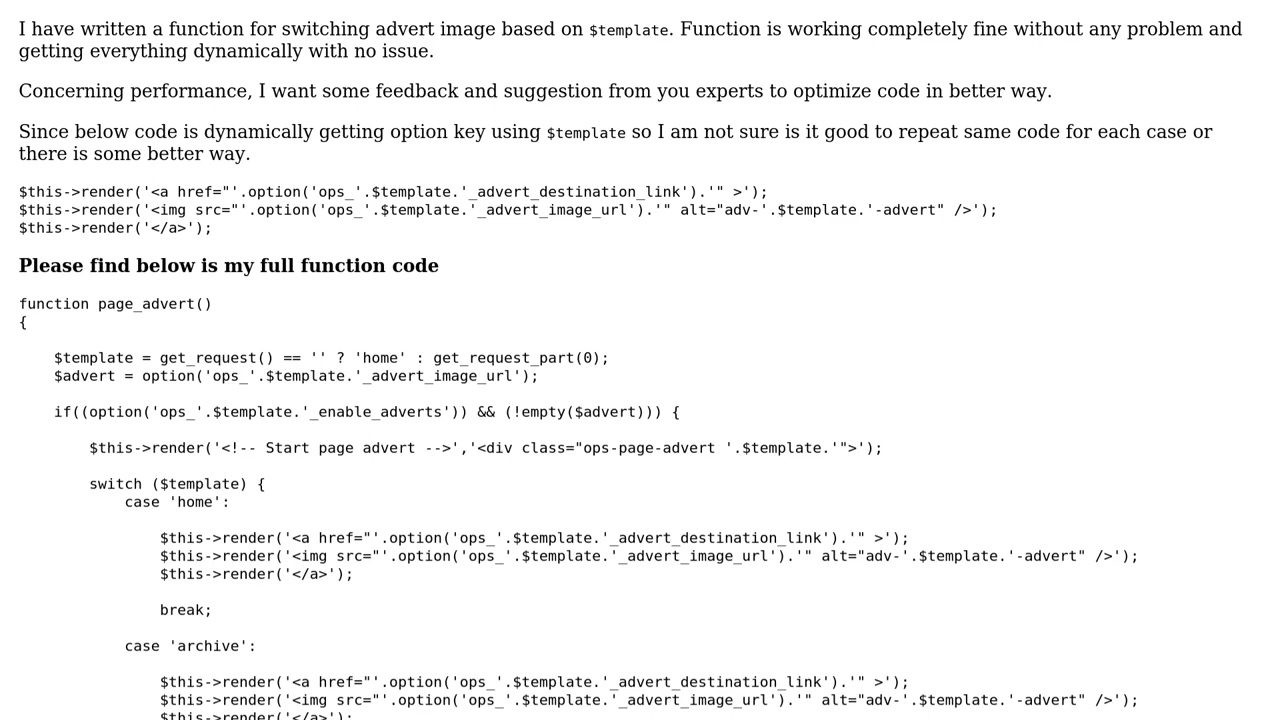 I have written a function for switching advert image based on $template. Function is working completely fine without any problem and
getting everything dynamically with no issue.
Concerning performance, I want some feedback and suggestion from you experts to optimize code in better way.
Since below code is dynamically getting option key using $template so I am not sure is it good to repeat same code for each case or
there is some better way.
$this->render('<a href="'.option('ops_'.$template.'_advert_destination_link').'" >');
$this->render('<img src="'.option('ops_'.$template.'_advert_image_url').'" alt="adv-'.$template.'-advert" />');
$this->render('</a>');
Please find below is my full function code
function page_advert()
{
    $template = get_request() == '' ? 'home' : get_request_part(0);
    $advert = option('ops_'.$template.'_advert_image_url');
    if((option('ops_'.$template.'_enable_adverts')) && (!empty($advert))) {
        $this->render('<!-- Start page advert -->','<div class="ops-page-advert '.$template.'">');
        switch ($template) {
            case 'home':
                $this->render('<a href="'.option('ops_'.$template.'_advert_destination_link').'" >');
                $this->render('<img src="'.option('ops_'.$template.'_advert_image_url').'" alt="adv-'.$template.'-advert" />');
                $this->render('</a>');
                break;
            case 'archive':
                $this->render('<a href="'.option('ops_'.$template.'_advert_destination_link').'" >');
                $this->render('<img src="'.option('ops_'.$template.'_advert_image_url').'" alt="adv-'.$template.'-advert" />');
                $this->render('</a>');